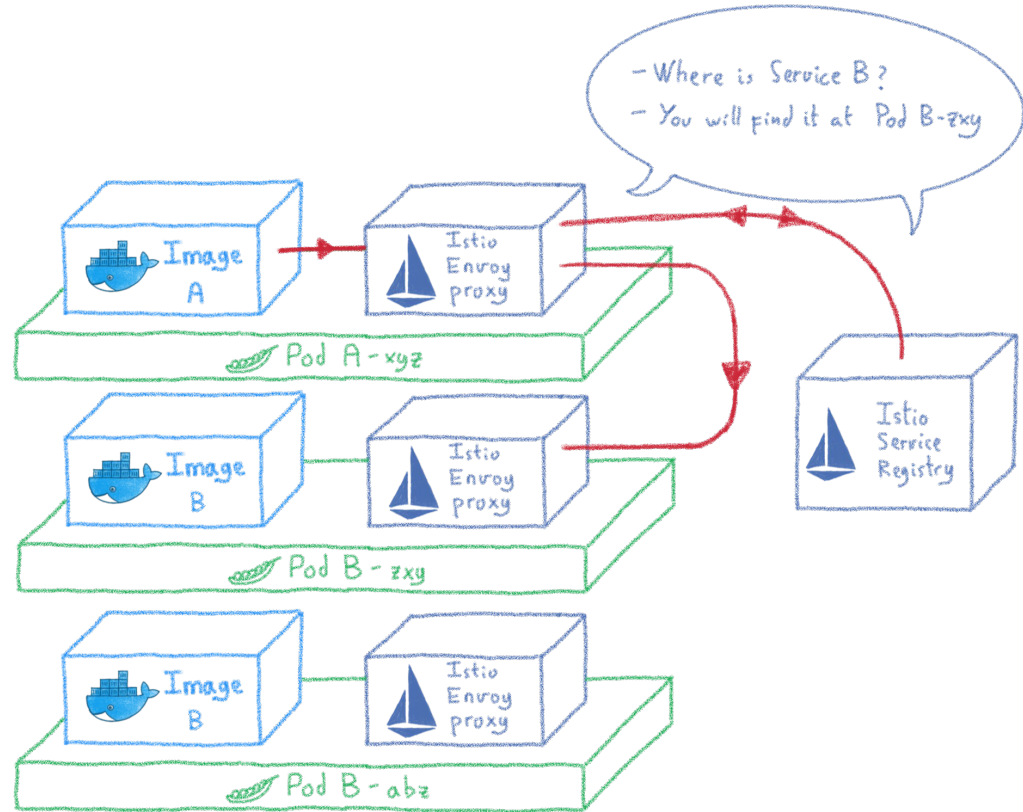 - Where is Service B?
- You will find it at Pod B-zxy
Image
A
Istio
Envoy
proxy
Pod A-xyz
Image
B
Istio
Envoy
proxy
Pod B-zxy
Istio
Service
Registry
Image
B
Istio
Envoy
proxy
Pod B-abz